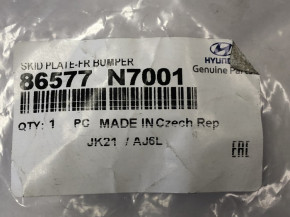 SKID PLATE-FR BUMPER
HYUNDAI
86577 N7001
Genuine Parts
QTY: 1 PC MADE IN Czech Rep
JK21 / AJ6L
EAC